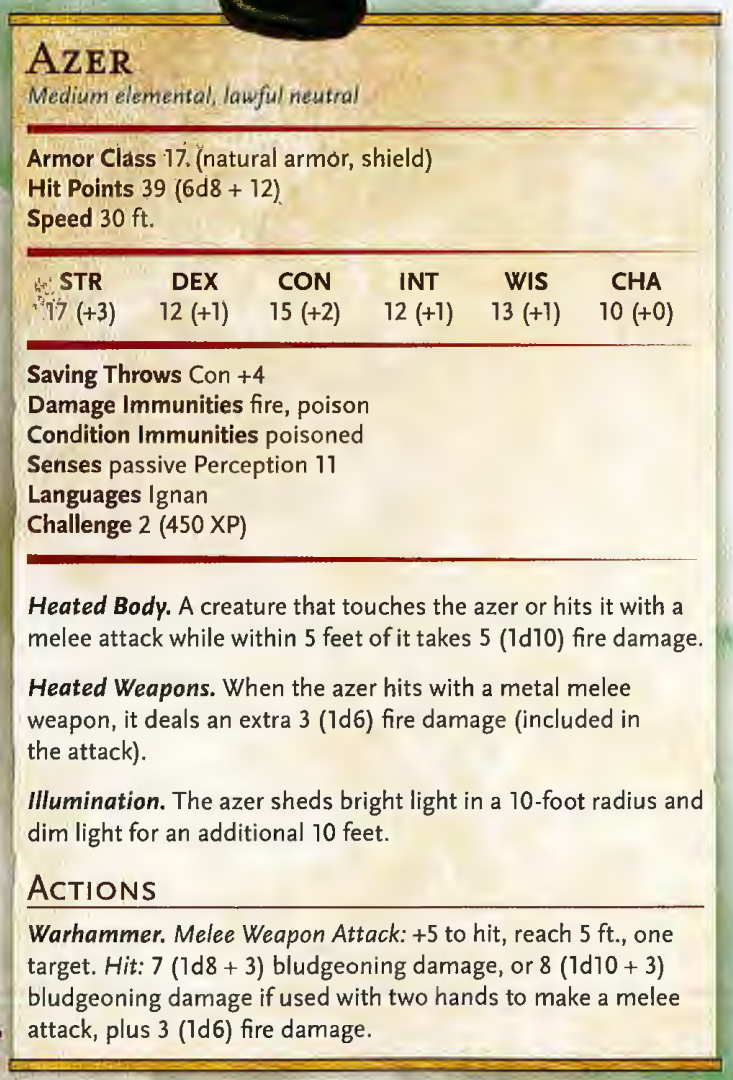 AZER
Medium elemental, lawful neutral
Armor Class 17 (natural armor, shield)
Hit Points 39 (6d8 + 12)
Speed 30 ft.
STR DEX CON INT WIS CHA
17 (+3) 12 (+1) 15 (+2) 12 (+1) 13 (+1) 10 (+0)
Saving Throws Con +4
Damage Immunities fire, poison
Condition Immunities poisoned
Senses passive Perception 11
Languages Ignan
Challenge 2 (450 XP)
Heated Body. A creature that touches the azer or hits it with a
melee attack while within 5 feet of it takes 5 (1d10) fire damage.
Heated Weapons. When the azer hits with a metal melee
weapon, it deals an extra 3 (1d6) fire damage (included in
the attack).
Illumination. The azer sheds bright light in a 10-foot radius and
dim light for an additional 10 feet.
ACTIONS
Warhammer. Melee Weapon Attack: +5 to hit, reach 5 ft., one
target. Hit: 7 (1d8 + 3) bludgeoning damage, or 8 (1d10 + 3)
bludgeoning damage if used with two hands to make a melee
attack, plus 3 (1d6) fire damage.